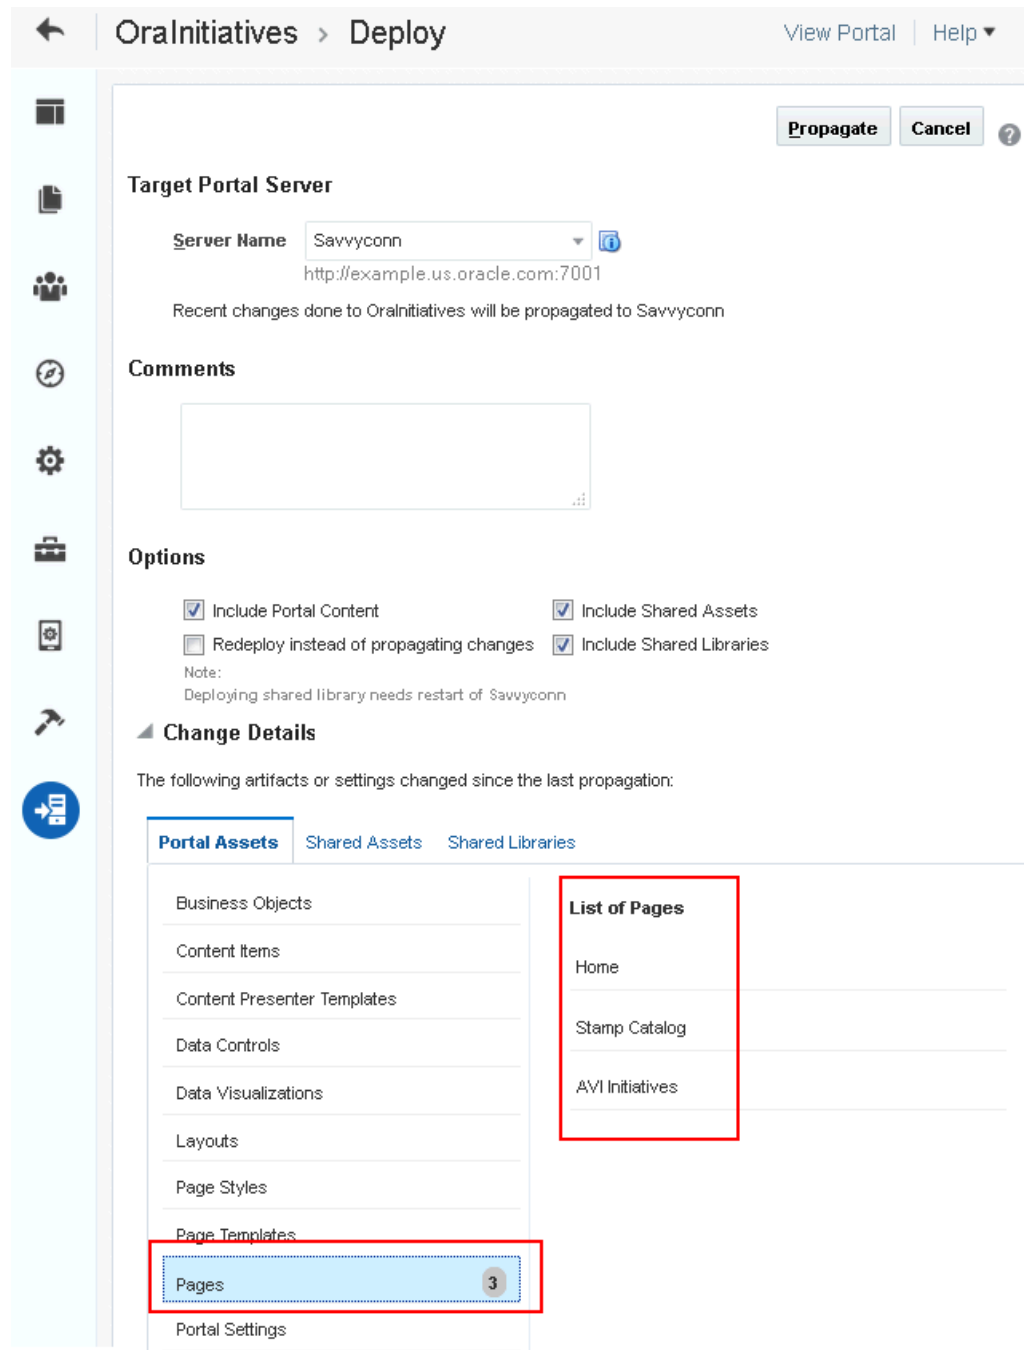 OraInitiatives > Deploy
View Portal
Help
Propagate
Cancel
Target Portal Server
Server Name
Savvyconn
http://example.us.oracle.com:7001
Recent changes done to OraInitiatives will be propagated to Savvyconn
Comments
Options
Include Portal Content
Include Shared Assets
Redeploy instead of propagating changes
Include Shared Libraries
Note:
Deploying shared library needs restart of Savvyconn
Change Details
The following artifacts or settings changed since the last propagation:
Portal Assets
Shared Assets
Shared Libraries
Business Objects
Content Items
Content Presenter Templates
Data Controls
Data Visualizations
Layouts
Page Styles
Page Templates
Pages
3
Portal Settings
List of Pages
Home
Stamp Catalog
AVI Initiatives